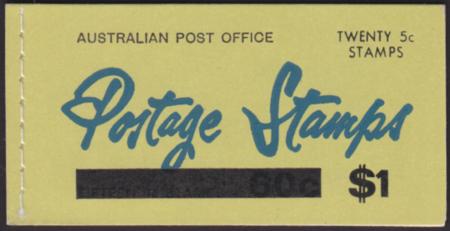 AUSTRALIAN POST OFFICE
TWENTY 5c
STAMPS
Postage Stamps
60c $1